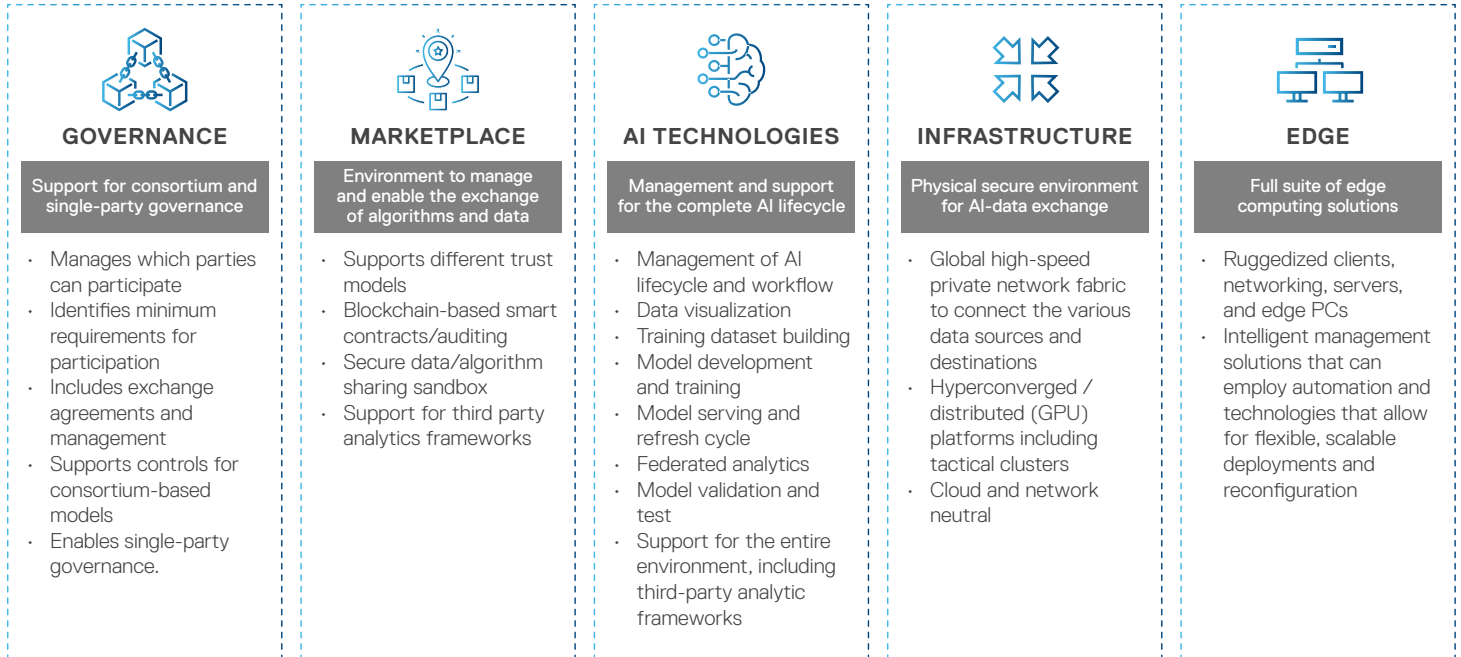 GOVERNANCE
Support for consortium and
single-party governance
· Manages which parties
can participate
· Identifies minimum
requirements for
participation
· Includes exchange
agreements and
management
· Supports controls for
consortium-based
models
· Enables single-party
governance.
MARKETPLACE
Environment to manage
and enable the exchange
of algorithms and data
· Supports different trust
models
· Blockchain-based smart
contracts/auditing
· Secure data/algorithm
sharing sandbox
· Support for third party
analytics frameworks
AI TECHNOLOGIES
Management and support
for the complete AI lifecycle
· Management of AI
lifecycle and workflow
· Data visualization
· Training dataset building
· Model development
and training
· Model serving and
refresh cycle
· Federated analytics
· Model validation and
test
· Support for the entire
environment, including
third-party analytic
frameworks
INFRASTRUCTURE
Physical secure environment
for AI-data exchange
· Global high-speed
private network fabric
to connect the various
data sources and
destinations
· Hyperconverged /
distributed (GPU)
platforms including
tactical clusters
· Cloud and network
neutral
EDGE
Full suite of edge
computing solutions
· Ruggedized clients,
networking, servers,
and edge PCs
· Intelligent management
solutions that can
employ automation and
technologies that allow
for flexible, scalable
deployments and
reconfiguration